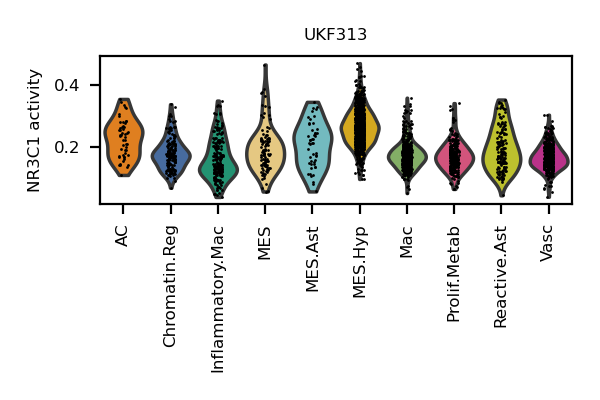 UKF313
NR3C1 activity
0.4
0.2
AC
Chromatin.Reg
Inflammatory.Mac
MES
MES.Ast
MES.Hyp
Mac
Prolif.Metab
Reactive.Ast
Vasc